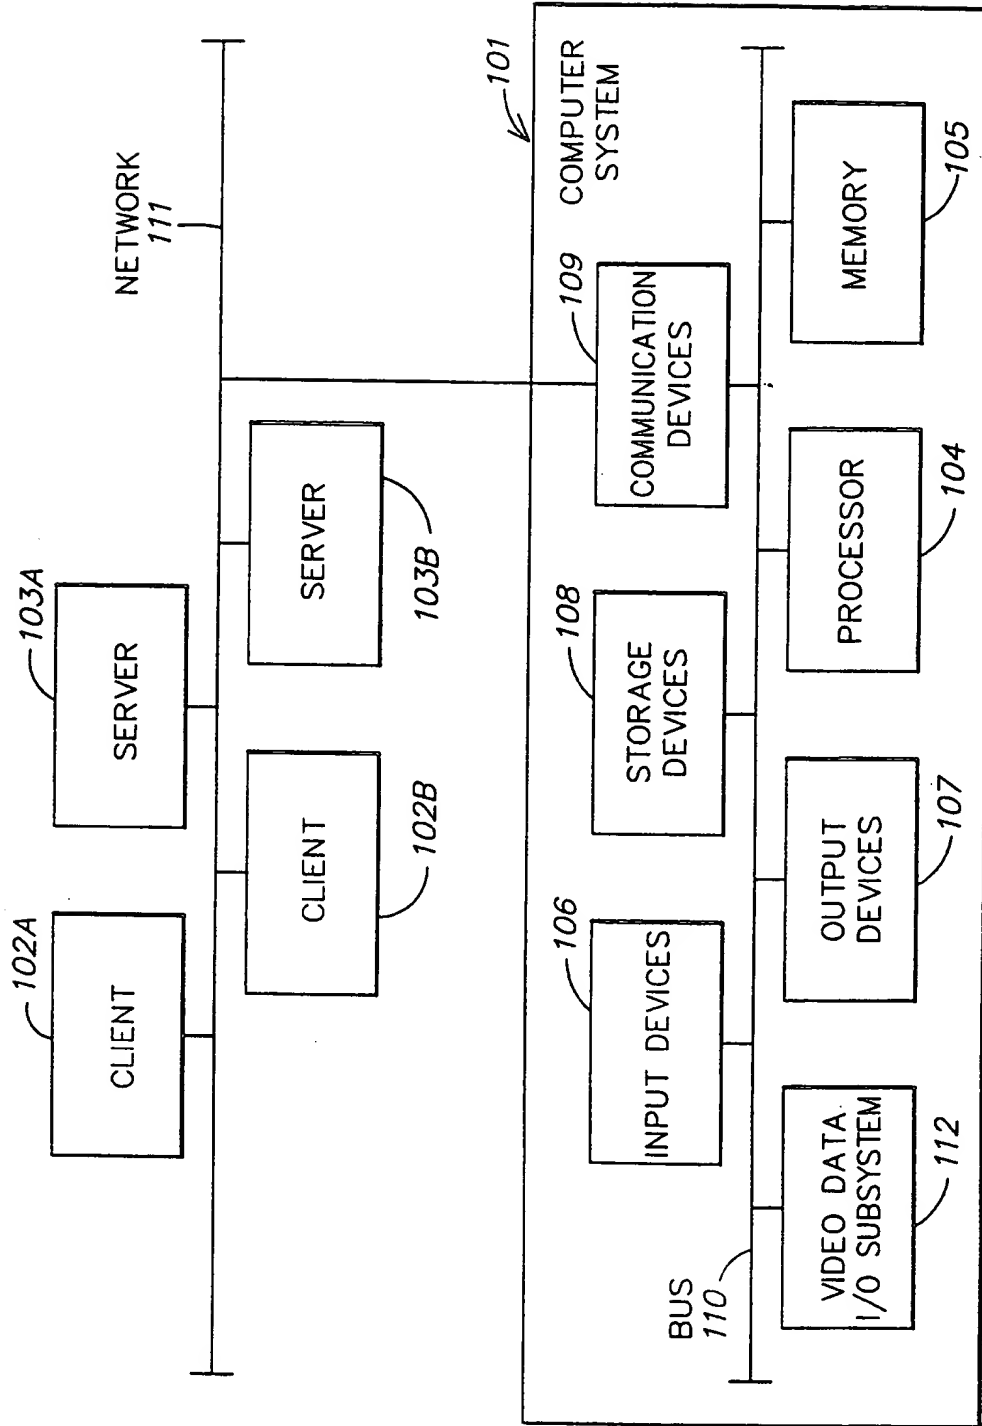 102A
103A
NETWORK
111
CLIENT
SERVER
CLIENT
SERVER
102B
103B
101
106
108
109
COMPUTER
SYSTEM
INPUT DEVICES
STORAGE
DEVICES
COMMUNICATION
DEVICES
BUS
110
VIDEO DATA
I/O SUBSYSTEM
OUTPUT
DEVICES
PROCESSOR
MEMORY
112
107
104
105